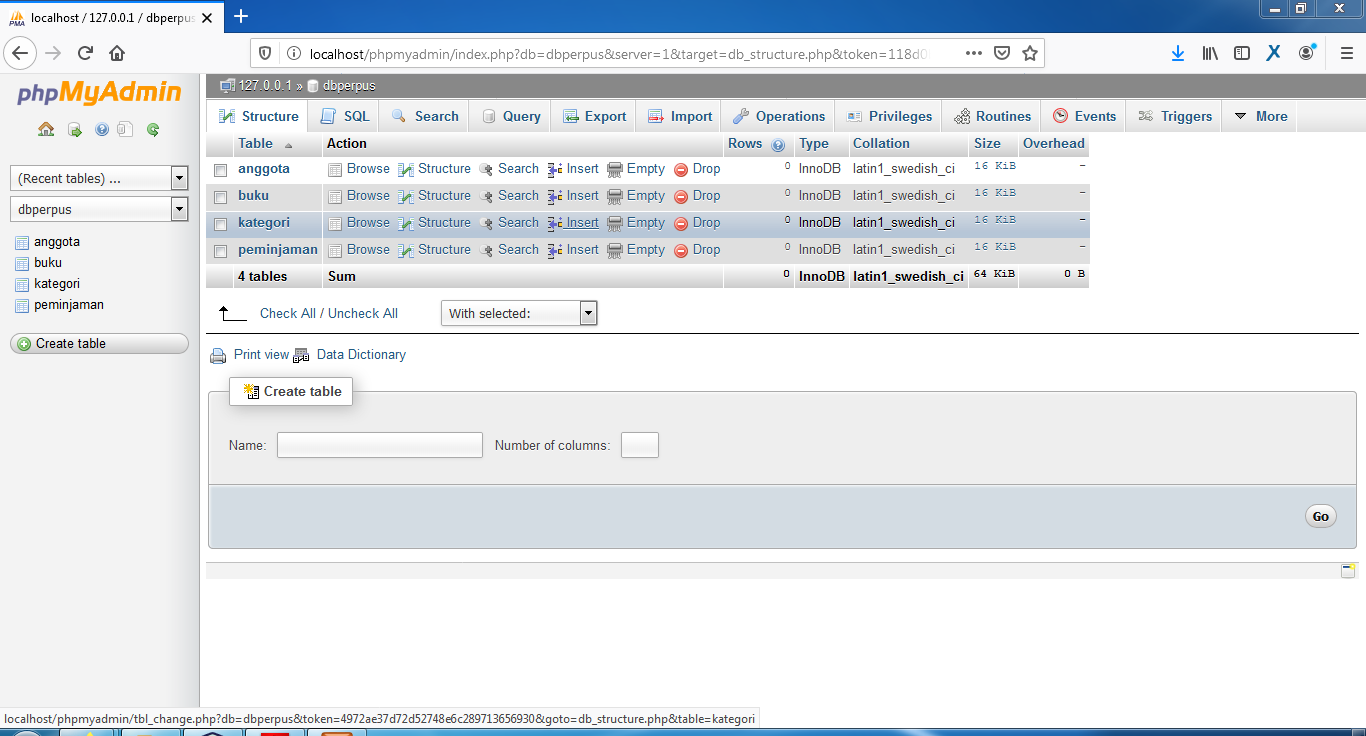 localhost / 127.0.0.1 / dbperpus
localhost/phpmyadmin/index.php?db=dbperpus&server=1&target=db_structure.php&token=118d0
phpMyAdmin
(Recent tables) ...
dbperpus
anggota
buku
kategori
peminjaman
Create table
127.0.0.1 » dbperpus
Structure SQL Search Query Export Import Operations Privileges Routines Events Triggers More
Table Action Rows Type Collation Size Overhead
anggota Browse Structure Search Insert Empty Drop 0 InnoDB latin1_swedish_ci 16 KiB -
buku Browse Structure Search Insert Empty Drop 0 InnoDB latin1_swedish_ci 16 KiB -
kategori Browse Structure Search Insert Empty Drop 0 InnoDB latin1_swedish_ci 16 KiB -
peminjaman Browse Structure Search Insert Empty Drop 0 InnoDB latin1_swedish_ci 16 KiB -
4 tables Sum 0 InnoDB latin1_swedish_ci 64 KiB 0 B
Check All / Uncheck All With selected:
Print view Data Dictionary
Create table
Name: Number of columns:
Go
localhost/phpmyadmin/tbl_change.php?db=dbperpus&token=4972ae37d72d52748e6c289713656930&goto=db_structure.php&table=kategori